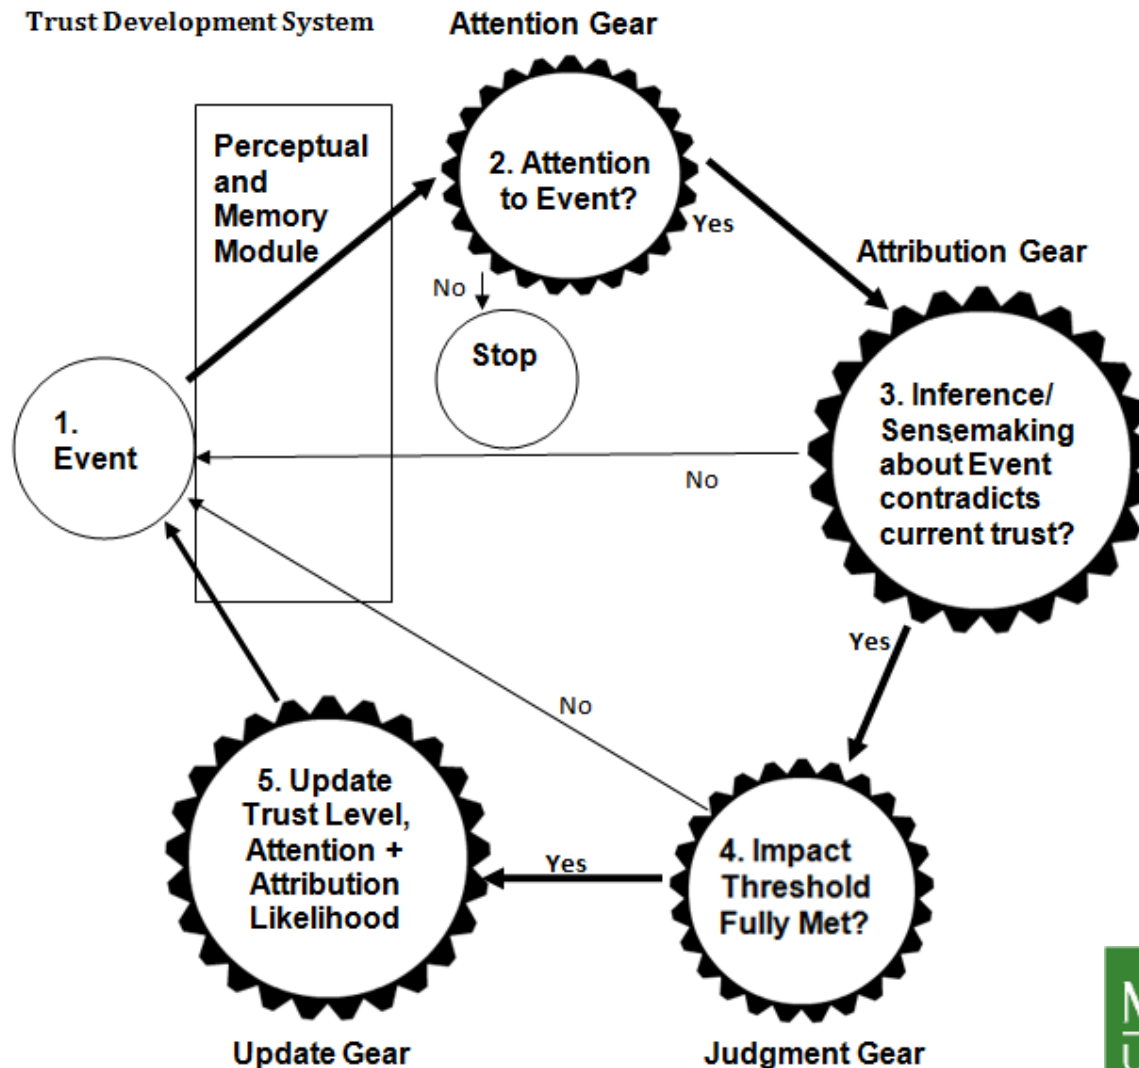 Trust Development System
Attention Gear
Perceptual
and
Memory
Module
2. Attention
to Event?
Yes
No
Stop
Attribution Gear
1.
Event
3. Inference/
Sensemaking
about Event
contradicts
current trust?
No
Yes
No
5. Update
Trust Level,
Attention +
Attribution
Likelihood
Yes
4. Impact
Threshold
Fully Met?
Update Gear
Judgment Gear